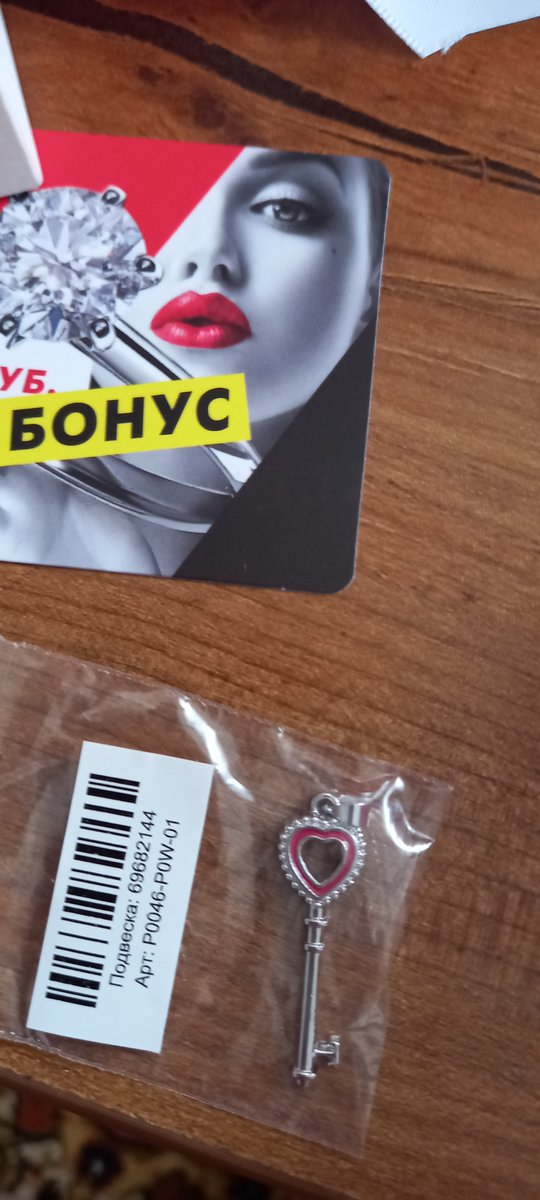 УБ.
БОНУС
Подвеска: 69682144
Арт: P0046-P0W-01